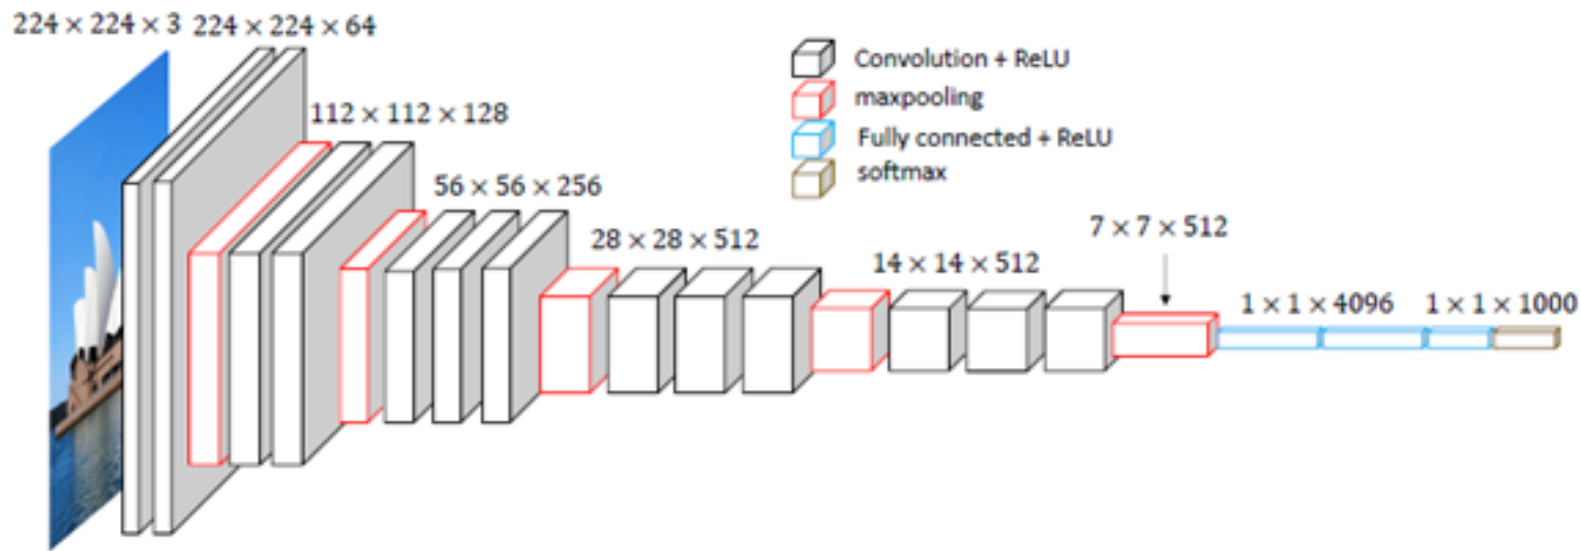 224 × 224 × 3
224 × 224 × 64
112 × 112 × 128
56 × 56 × 256
28 × 28 × 512
14 × 14 × 512
7 × 7 × 512
1 × 1 × 4096
1 × 1 × 1000
Convolution + ReLU
maxpooling
Fully connected + ReLU
softmax